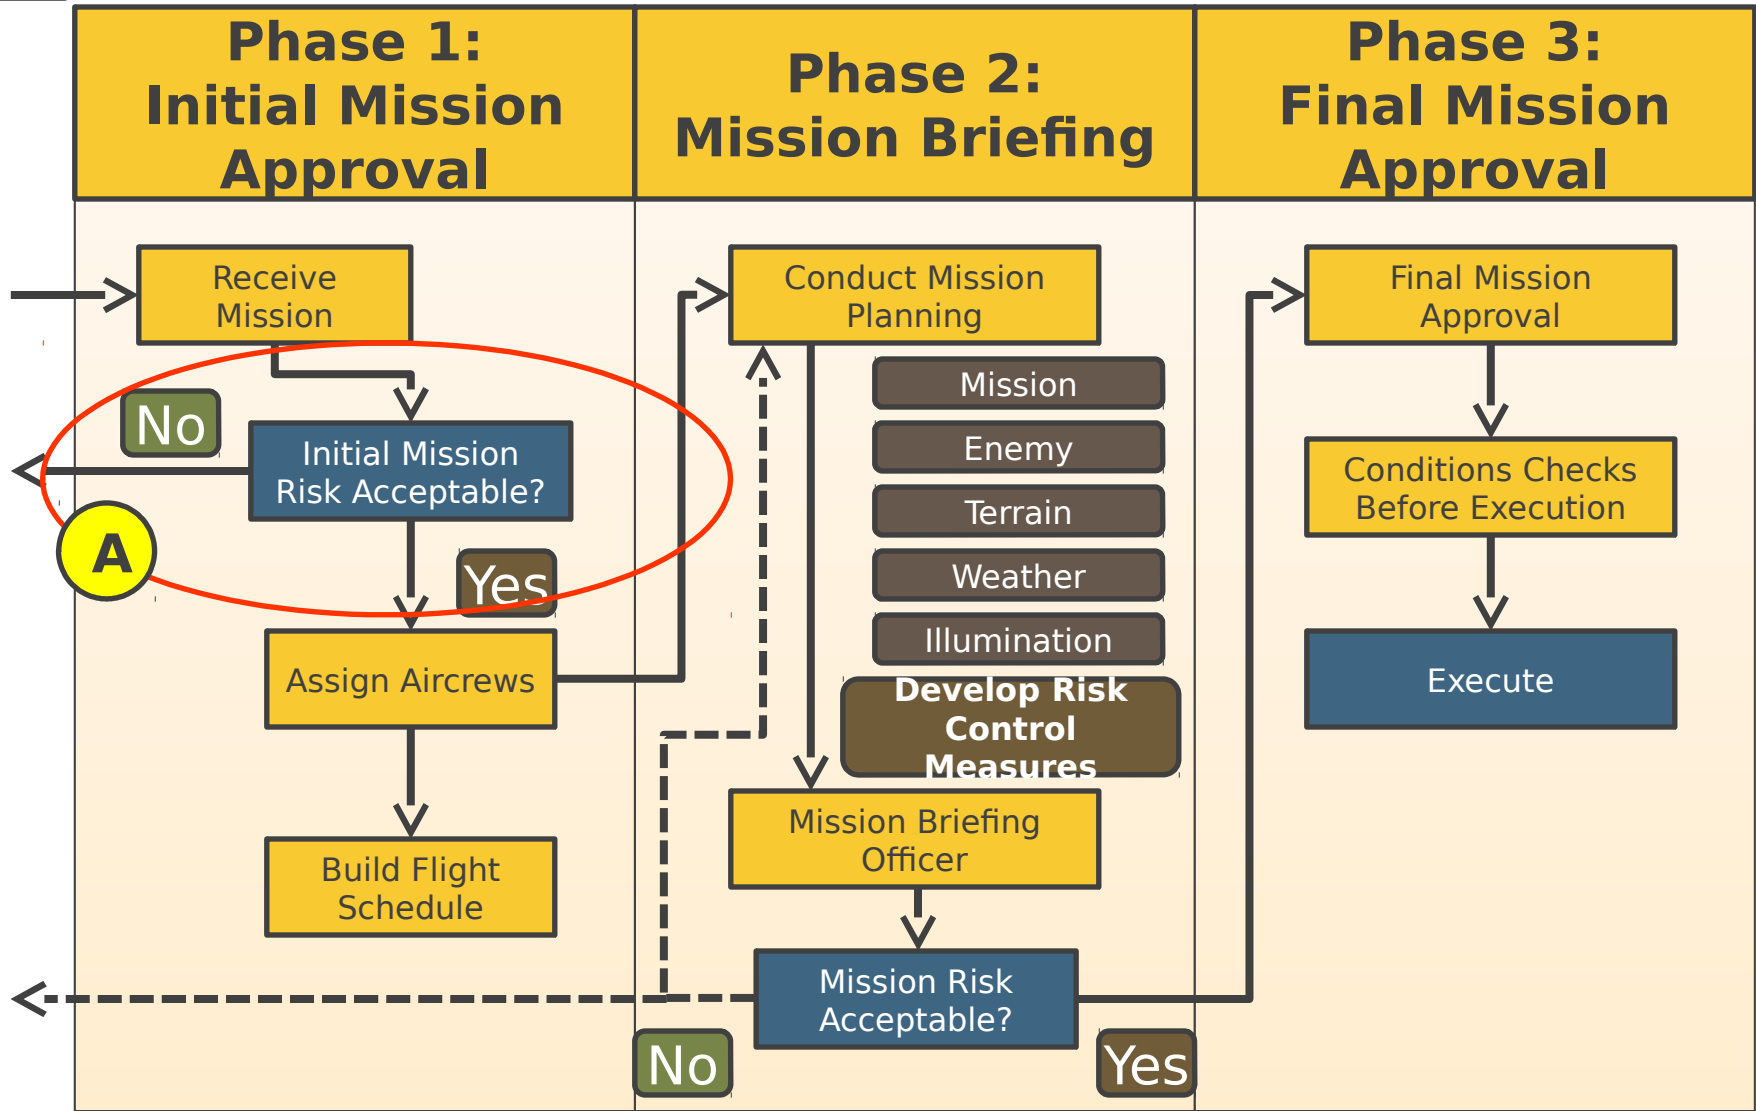 Phase 1:
Initial Mission
Approval
Phase 2:
Mission Briefing
Phase 3:
Final Mission
Approval
Receive
Mission
No
Initial Mission
Risk Acceptable?
A
Yes
Assign Aircrews
Build Flight
Schedule
Conduct Mission
Planning
Mission
Enemy
Terrain
Weather
Illumination
Develop Risk
Control
Measures
Mission Briefing
Officer
Mission Risk
Acceptable?
No
Yes
Final Mission
Approval
Conditions Checks
Before Execution
Execute